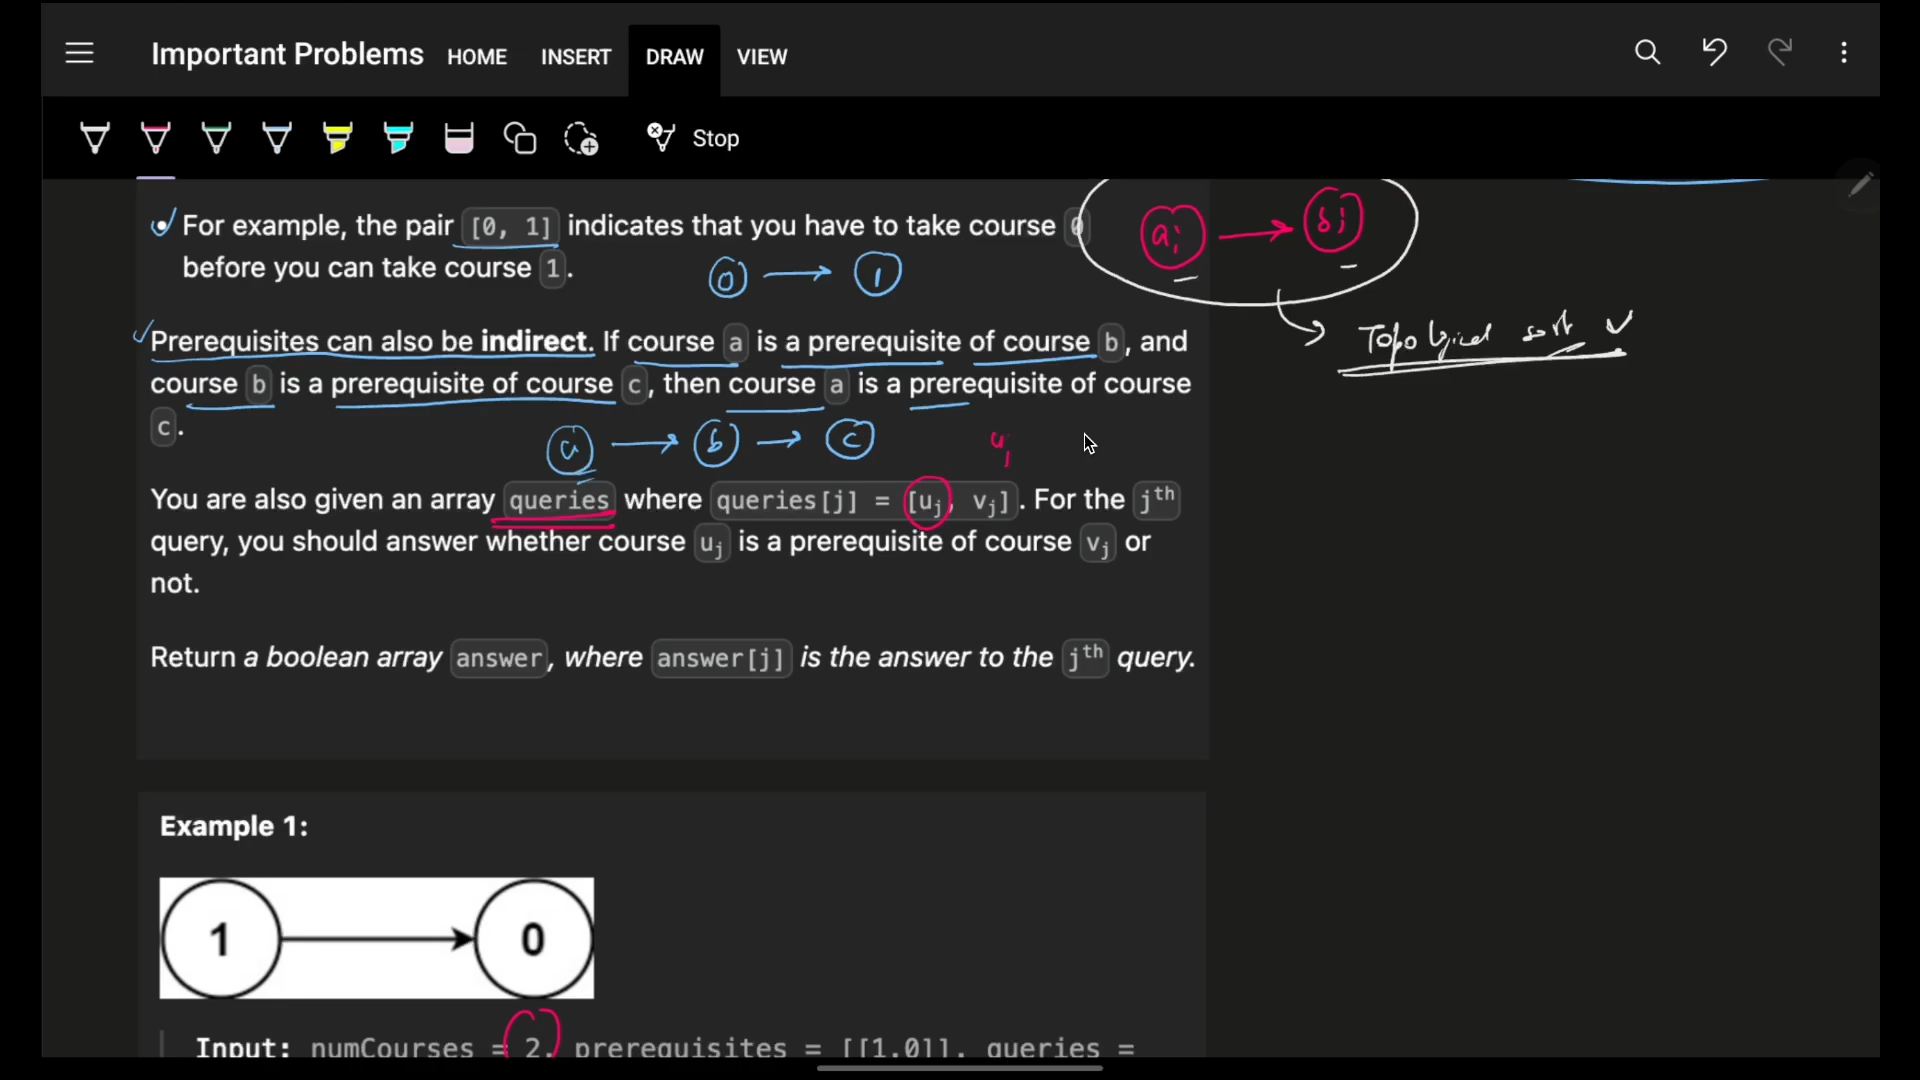 Important Problems HOME INSERT DRAW VIEW
Stop
For example, the pair [0, 1] indicates that you have to take course 0
before you can take course 1.
0 → 1
ai → bi
Topological sort ✓
Prerequisites can also be indirect. If course a is a prerequisite of course b, and
course b is a prerequisite of course c, then course a is a prerequisite of course
c.
a → b → c
uj
You are also given an array queries where queries[j] = [uj, vj]. For the jth
query, you should answer whether course uj is a prerequisite of course vj or
not.
Return a boolean array answer, where answer[j] is the answer to the jth query.
Example 1:
1 0
Input: numCourses = 2, prerequisites = [[1,0]], queries =